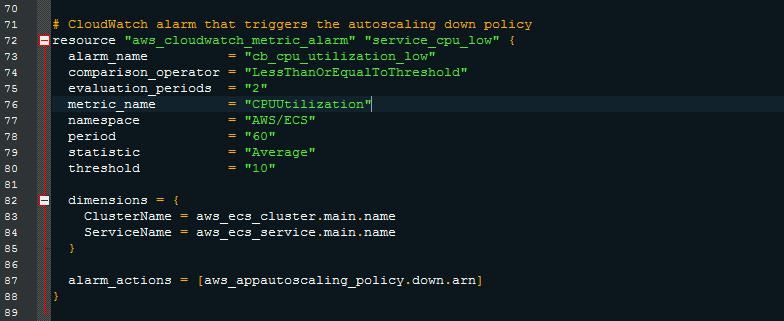 70
71 # CloudWatch alarm that triggers the autoscaling down policy
72 resource "aws_cloudwatch_metric_alarm" "service_cpu_low" {
73   alarm_name          = "cb_cpu_utilization_low"
74   comparison_operator = "LessThanOrEqualToThreshold"
75   evaluation_periods  = "2"
76   metric_name         = "CPUUtilization"
77   namespace           = "AWS/ECS"
78   period              = "60"
79   statistic           = "Average"
80   threshold           = "10"
81
82   dimensions = {
83     ClusterName = aws_ecs_cluster.main.name
84     ServiceName = aws_ecs_service.main.name
85   }
86
87   alarm_actions = [aws_appautoscaling_policy.down.arn]
88 }
89